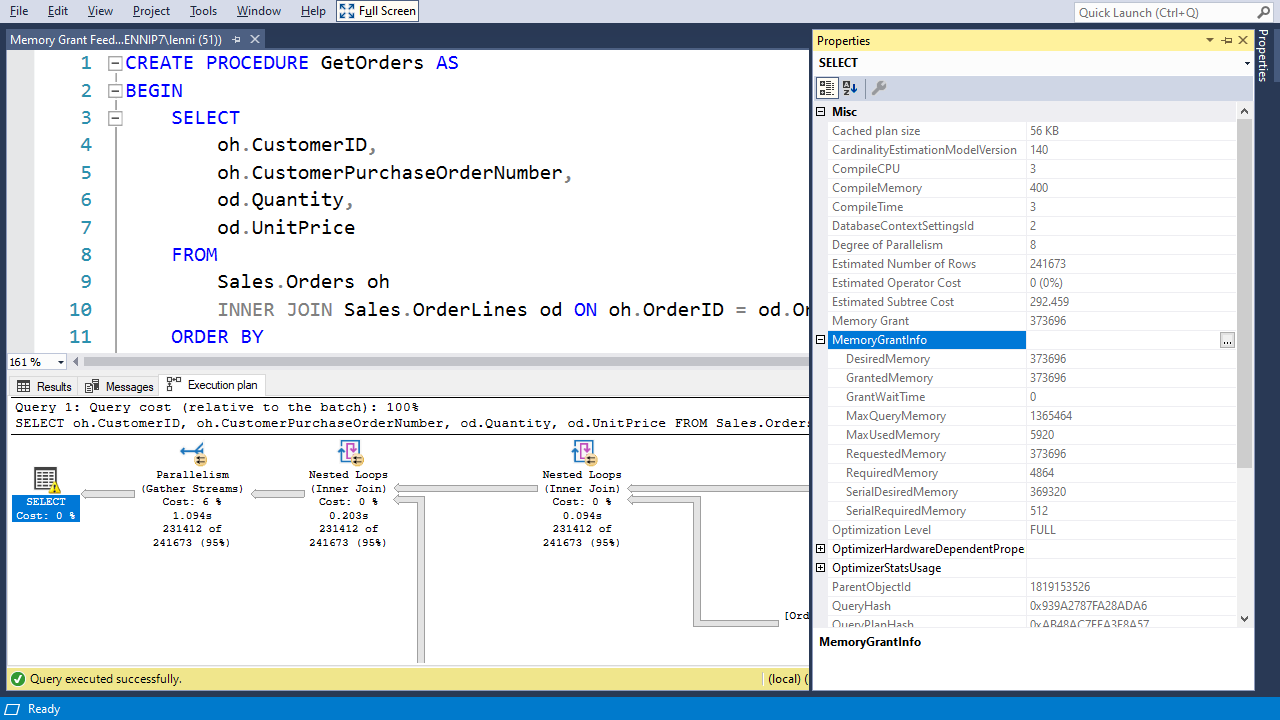 File Edit View Project Tools Window Help Full Screen
Quick Launch (Ctrl+Q)
Memory Grant Feed...ENNIP7\lenni (51))
1 CREATE PROCEDURE GetOrders AS
2 BEGIN
3 SELECT
4 oh.CustomerID,
5 oh.CustomerPurchaseOrderNumber,
6 od.Quantity,
7 od.UnitPrice
8 FROM
9 Sales.Orders oh
10 INNER JOIN Sales.OrderLines od ON oh.OrderID = od.Or
11 ORDER BY
161 %
Results Messages Execution plan
Query 1: Query cost (relative to the batch): 100%
SELECT oh.CustomerID, oh.CustomerPurchaseOrderNumber, od.Quantity, od.UnitPrice FROM Sales.Orders
SELECT
Cost: 0 %
Parallelism
(Gather Streams)
Cost: 6 %
1.094s
231412 of
241673 (95%)
Nested Loops
(Inner Join)
Cost: 0 %
0.203s
231412 of
241673 (95%)
Nested Loops
(Inner Join)
Cost: 0 %
0.094s
231412 of
241673 (95%)
[Ord
Query executed successfully.
(local) (
Properties
SELECT
Misc
Cached plan size 56 KB
CardinalityEstimationModelVersion 140
CompileCPU 3
CompileMemory 400
CompileTime 3
DatabaseContextSettingsId 2
Degree of Parallelism 8
Estimated Number of Rows 241673
Estimated Operator Cost 0 (0%)
Estimated Subtree Cost 292.459
Memory Grant 373696
MemoryGrantInfo ...
DesiredMemory 373696
GrantedMemory 373696
GrantWaitTime 0
MaxQueryMemory 1365464
MaxUsedMemory 5920
RequestedMemory 373696
RequiredMemory 4864
SerialDesiredMemory 369320
SerialRequiredMemory 512
Optimization Level FULL
OptimizerHardwareDependentPrope
OptimizerStatsUsage
ParentObjectId 1819153526
QueryHash 0x939A2787FA28ADA6
QueryPlanHash
MemoryGrantInfo
Properties
Ready